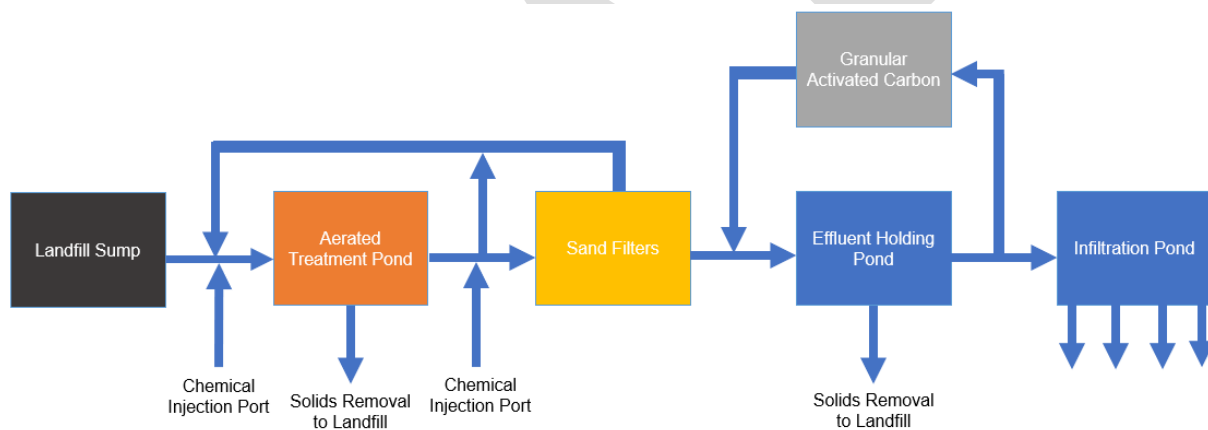 Granular
Activated Carbon
Landfill Sump
Aerated
Treatment Pond
Sand Filters
Effluent Holding
Pond
Infiltration Pond
Chemical
Injection Port
Solids Removal
to Landfill
Chemical
Injection Port
Solids Removal
to Landfill